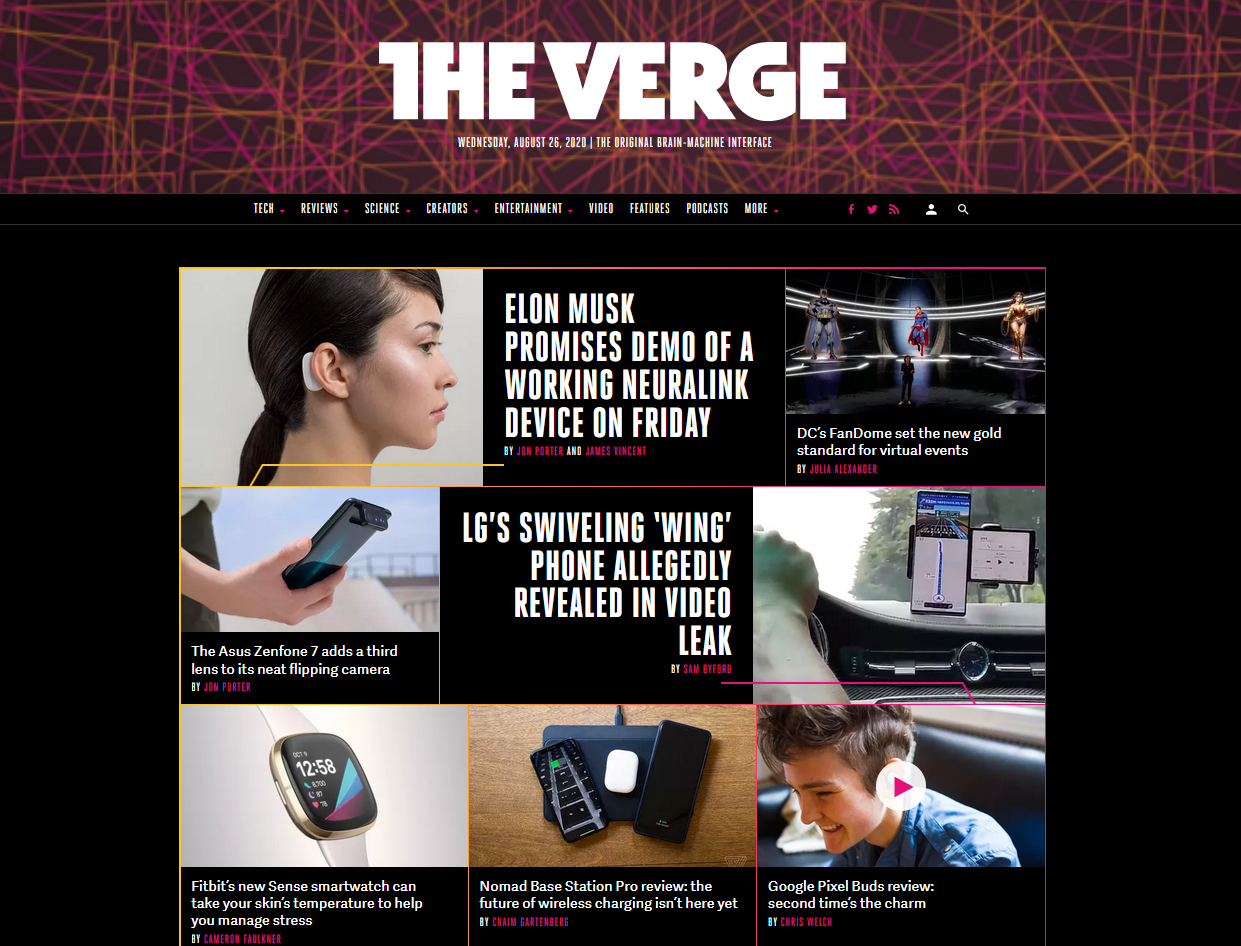 THE VERGE
WEDNESDAY, AUGUST 26, 2020 | THE ORIGINAL BRAIN-MACHINE INTERFACE
TECH REVIEWS SCIENCE CREATORS ENTERTAINMENT VIDEO FEATURES PODCASTS MORE
ELON MUSK
PROMISES DEMO OF A
WORKING NEURALINK
DEVICE ON FRIDAY
BY JON PORTER AND JAMES VINCENT
DC's FanDome set the new gold
standard for virtual events
BY JULIA ALEXANDER
The Asus Zenfone 7 adds a third
lens to its neat flipping camera
BY JON PORTER
LG'S SWIVELING 'WING'
PHONE ALLEGEDLY
REVEALED IN VIDEO
LEAK
BY SAM BYFORD
OCT 9
12:58
8,700
87
78
Fitbit's new Sense smartwatch can
take your skin's temperature to help
you manage stress
BY CAMERON FAULKNER
Nomad Base Station Pro review: the
future of wireless charging isn't here yet
BY CHAIM GARTENBERG
Google Pixel Buds review:
second time's the charm
BY CHRIS WELCH